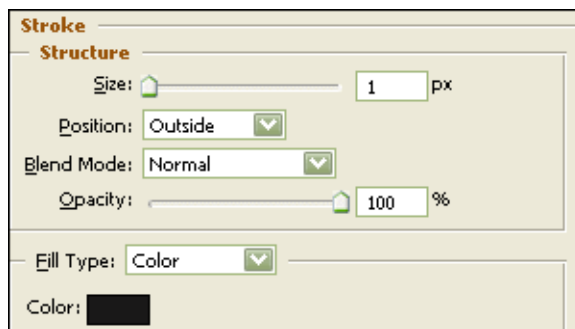 Stroke
Structure
Size: 1 px
Position: Outside
Blend Mode: Normal
Opacity: 100 %
Fill Type: Color
Color: